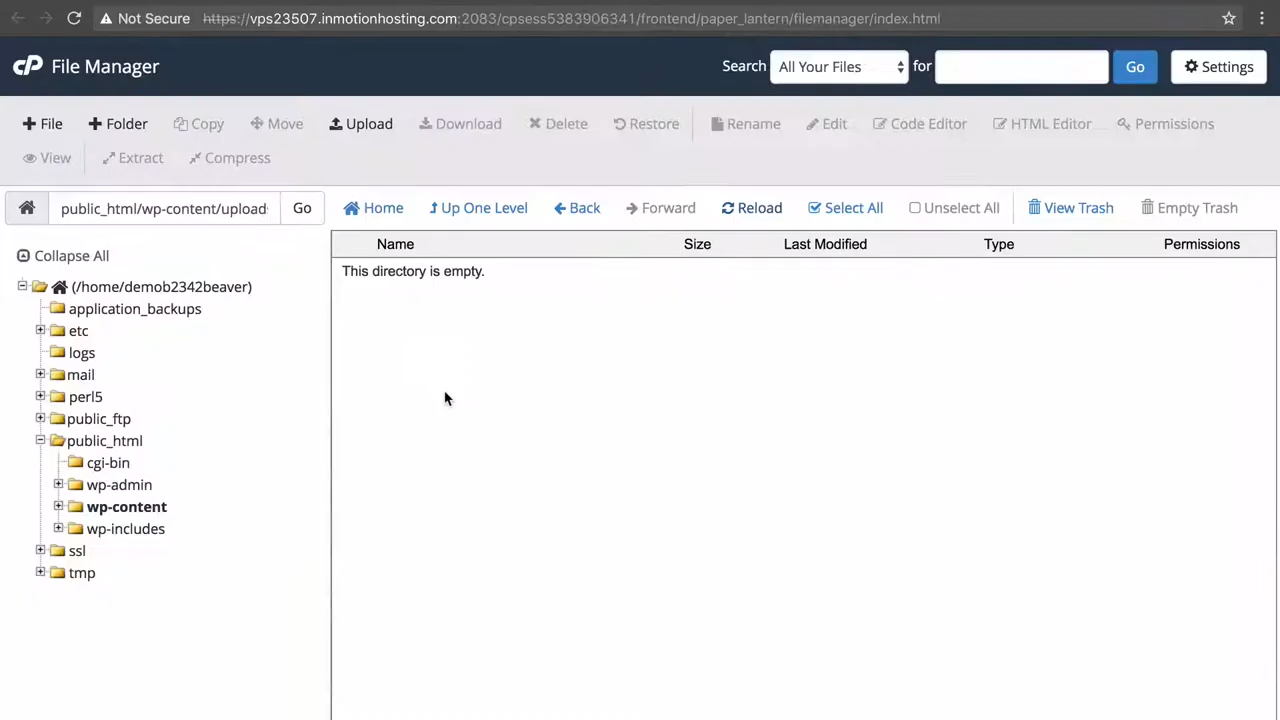 Not Secure https://vps23507.inmotionhosting.com:2083/cpsess5383906341/frontend/paper_lantern/filemanager/index.html
cP File Manager Search All Your Files for Go Settings
File Folder Copy Move Upload Download Delete Restore Rename Edit Code Editor HTML Editor Permissions
View Extract Compress
public_html/wp-content/upload Go Home Up One Level Back Forward Reload Select All Unselect All View Trash Empty Trash
Name Size Last Modified Type Permissions
Collapse All
This directory is empty.
(/home/demob2342beaver)
application_backups
etc
logs
mail
perl5
public_ftp
public_html
cgi-bin
wp-admin
wp-content
wp-includes
ssl
tmp